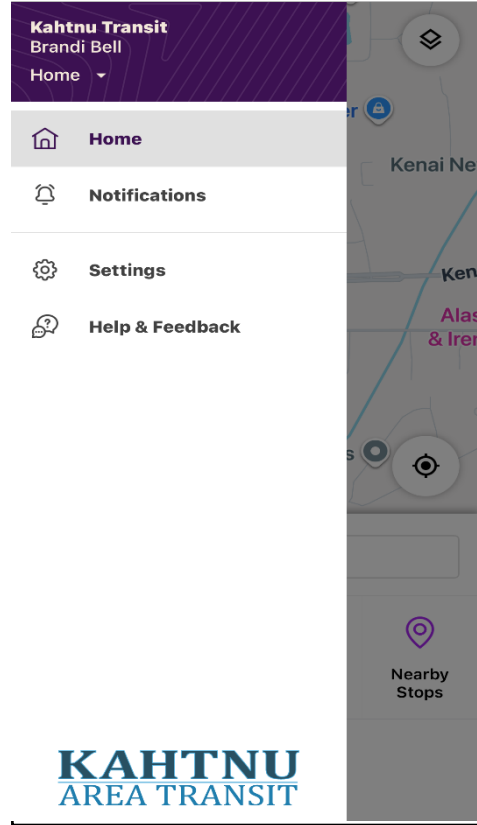 Kahtnu Transit
Brandi Bell
Home
Home
Notifications
Settings
Help & Feedback
KAHTNU
AREA TRANSIT
Kenai Ne
Ken
Alas
& Irer
Nearby
Stops